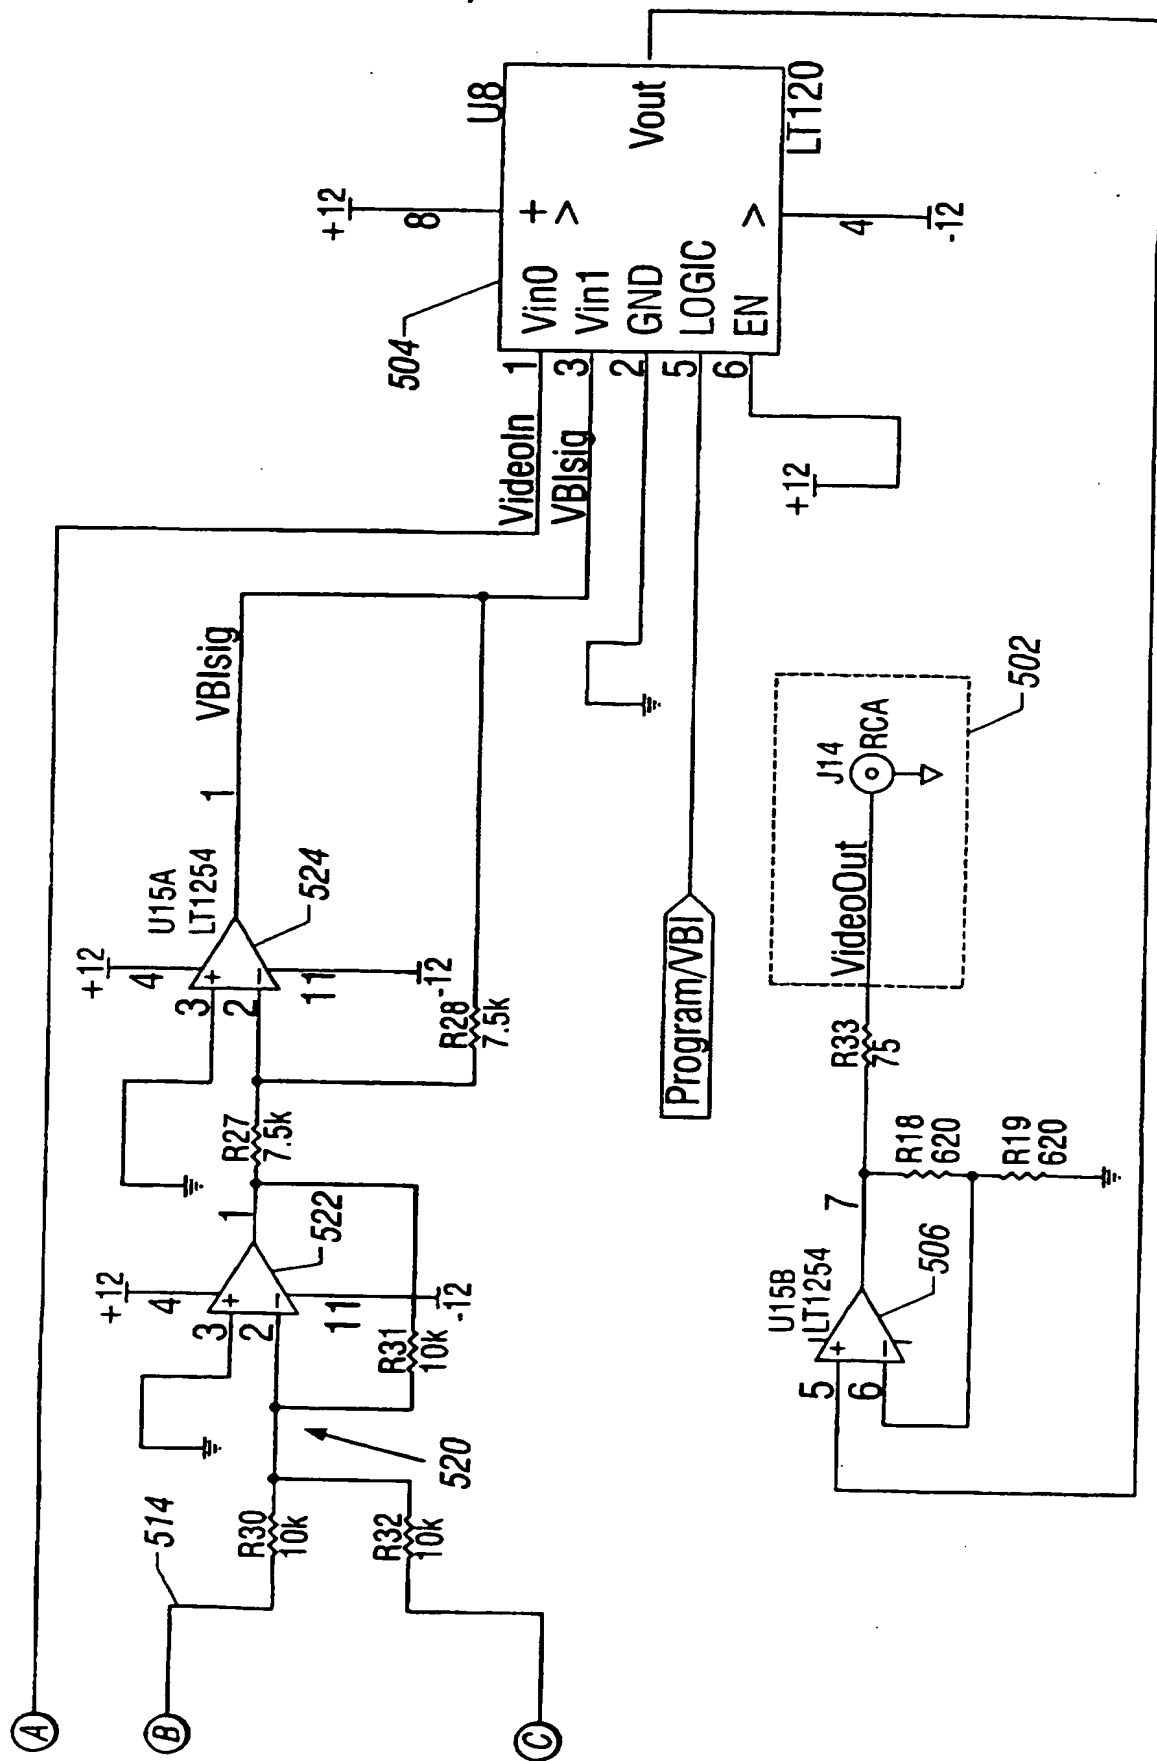 A
B
C
514
R30
10k
R32
10k
520
+12
4
3
2
+
-
11
-12
1
522
R31
10k
R27
7.5k
+12
4
3
2
+
-
11
-12
U15A
LT1254
524
1
VBIsig
R28
7.5k
VideoIn
VBIsig
504
+12
8
U8
1
3
2
5
6
Vin0
Vin1
GND
LOGIC
EN
+
>
>
Vout
LT120
4
-12
+12
Program/VBI
5
6
+
-
U15B
LT1254
506
7
R18
620
R19
620
R33
75
VideoOut
J14
RCA
502